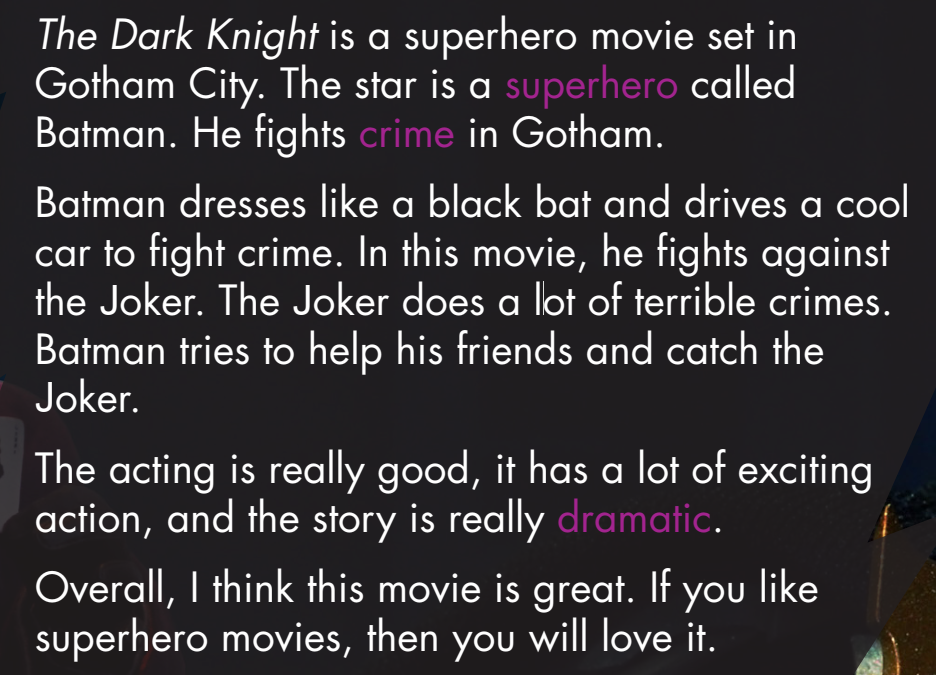 The Dark Knight is a superhero movie set in
Gotham City. The star is a superhero called
Batman. He fights crime in Gotham.
Batman dresses like a black bat and drives a cool
car to fight crime. In this movie, he fights against
the Joker. The Joker does a lot of terrible crimes.
Batman tries to help his friends and catch the
Joker.
The acting is really good, it has a lot of exciting
action, and the story is really dramatic.
Overall, I think this movie is great. If you like
superhero movies, then you will love it.